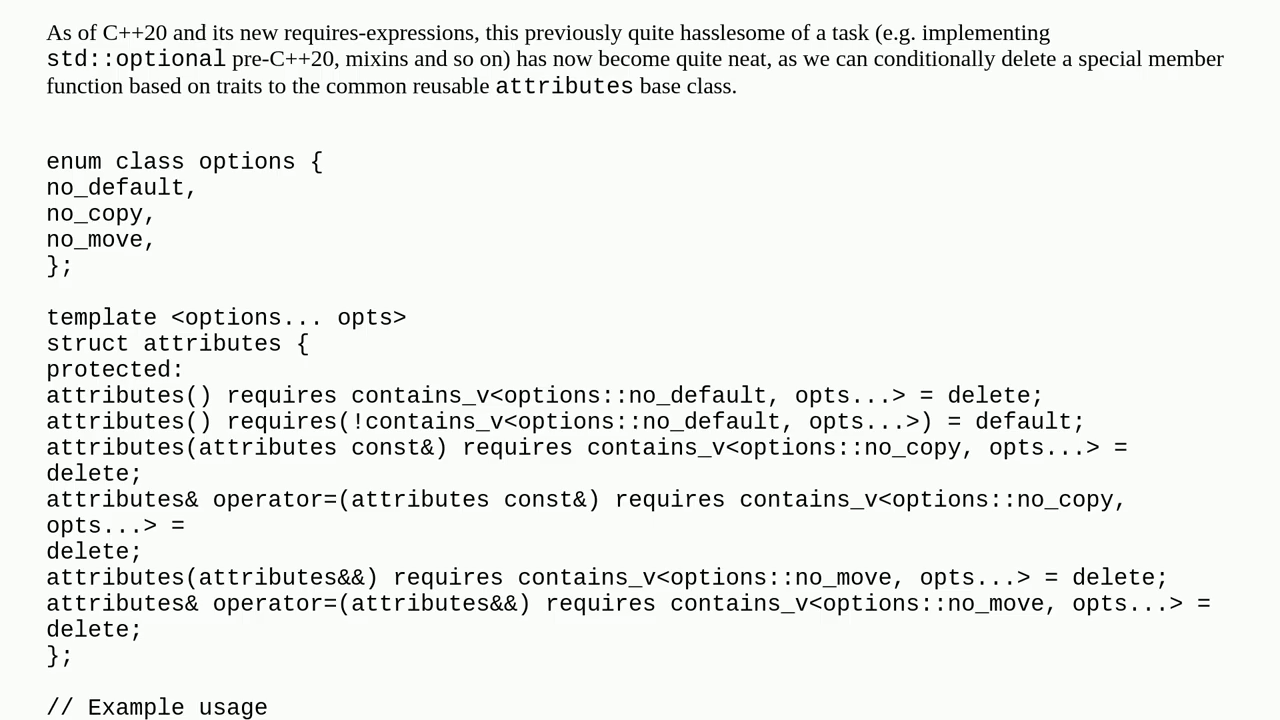 As of C++20 and its new requires-expressions, this previously quite hasslesome of a task (e.g. implementing
std::optional pre-C++20, mixins and so on) has now become quite neat, as we can conditionally delete a special member
function based on traits to the common reusable attributes base class.
enum class options {
no_default,
no_copy,
no_move,
};
template <options... opts>
struct attributes {
protected:
attributes() requires contains_v<options::no_default, opts...> = delete;
attributes() requires(!contains_v<options::no_default, opts...>) = default;
attributes(attributes const&) requires contains_v<options::no_copy, opts...> =
delete;
attributes& operator=(attributes const&) requires contains_v<options::no_copy,
opts...> =
delete;
attributes(attributes&&) requires contains_v<options::no_move, opts...> = delete;
attributes& operator=(attributes&&) requires contains_v<options::no_move, opts...> =
delete;
};
// Example usage